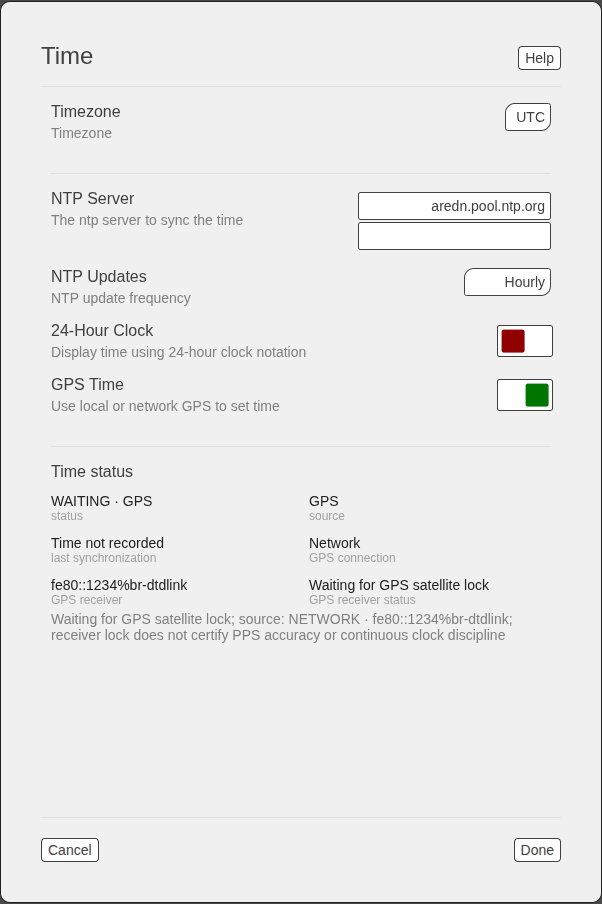 Time
Help
Timezone
UTC
Timezone
NTP Server
aredn.pool.ntp.org
The ntp server to sync the time
NTP Updates
Hourly
NTP update frequency
24-Hour Clock
Display time using 24-hour clock notation
GPS Time
Use local or network GPS to set time
Time status
WAITING · GPS
status
GPS
source
Time not recorded
last synchronization
Network
GPS connection
fe80::1234%br-dtdlink
GPS receiver
Waiting for GPS satellite lock
GPS receiver status
Waiting for GPS satellite lock; source: NETWORK · fe80::1234%br-dtdlink;
receiver lock does not certify PPS accuracy or continuous clock discipline
Cancel
Done